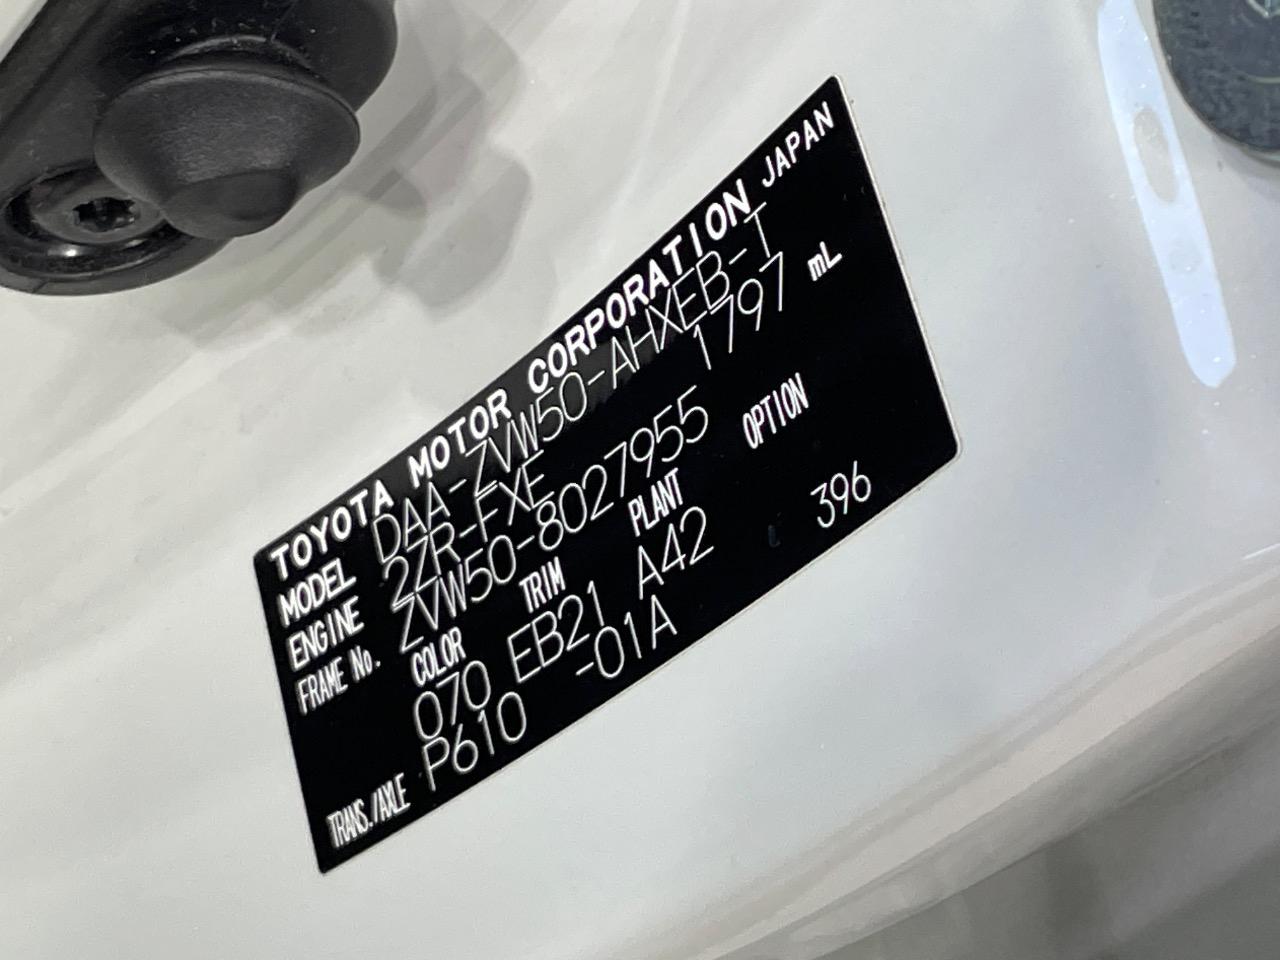 TOYOTA MOTOR CORPORATION JAPAN
MODEL DAA-ZVW50-AHXEB-T
ENGINE 2ZR-FXE 1797 mL
FRAME No. ZVW50-8027955
COLOR TRIM PLANT OPTION
070 EB21 A42 L 396
TRANS./AXLE P610 -01A